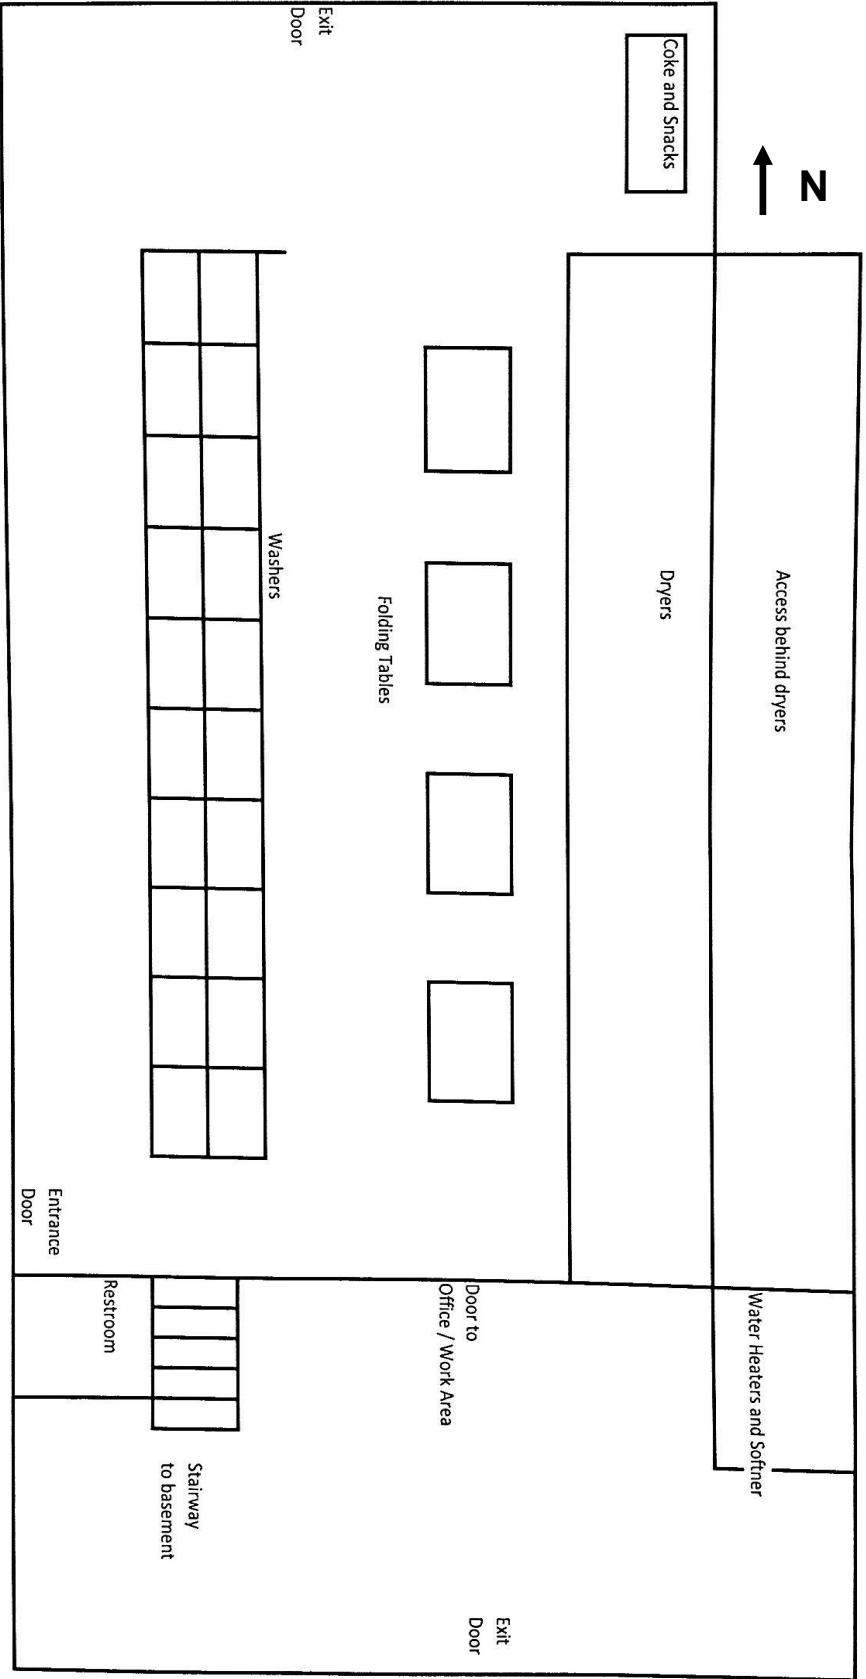 N
Coke and Snacks
Exit
Door
Access behind dryers
Dryers
Folding Tables
Washers
Entrance
Door
Water Heaters and Softner
Door to
Office / Work Area
Restroom
Stairway
to basement
Exit
Door